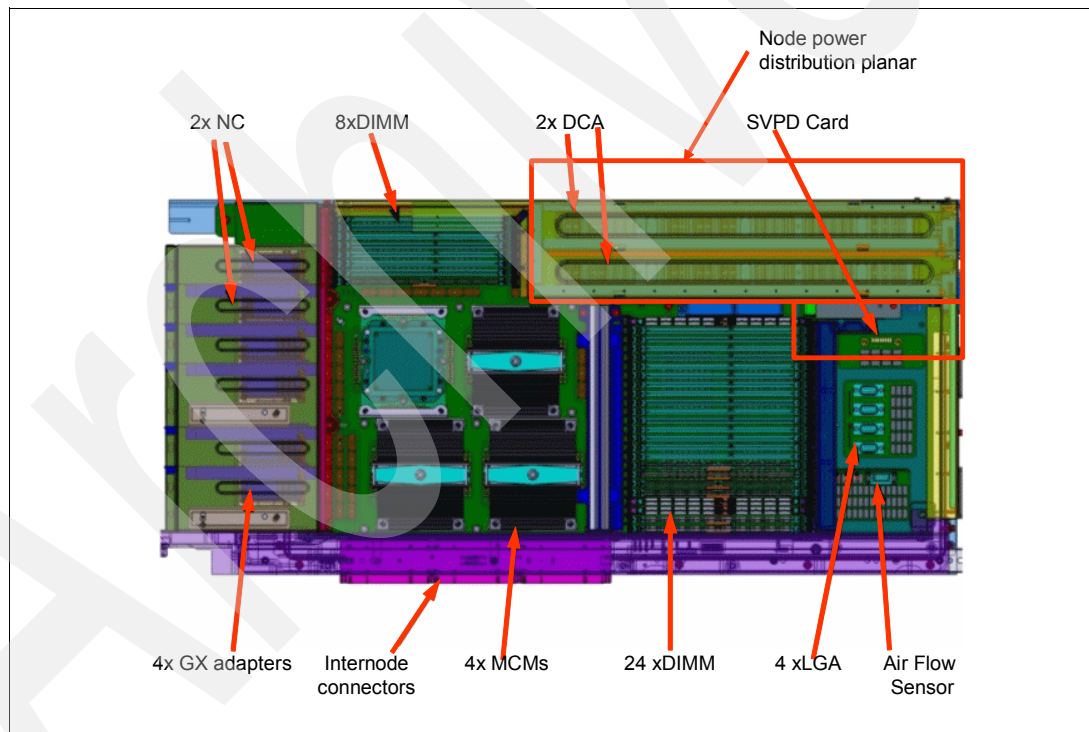 Node power
distribution planar
2x NC
8xDIMM
2x DCA
SVPD Card
4x GX adapters
Internode
connectors
4x MCMs
24 xDIMM
4 xLGA
Air Flow
Sensor